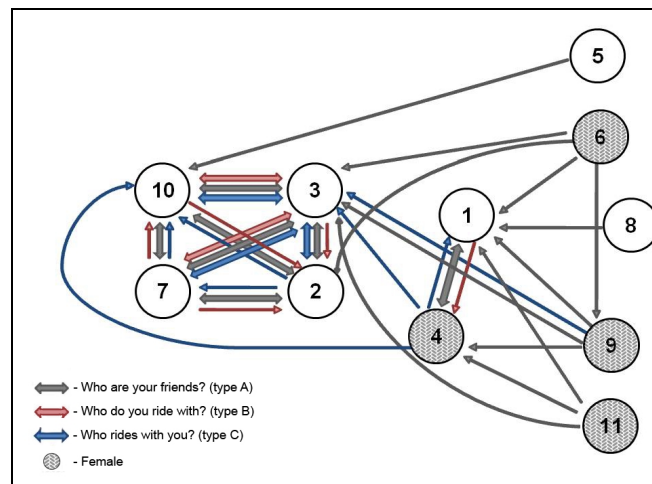 5
6
10
3
1
8
7
2
4
9
11
- Who are your friends? (type A)
- Who do you ride with? (type B)
- Who rides with you? (type C)
- Female